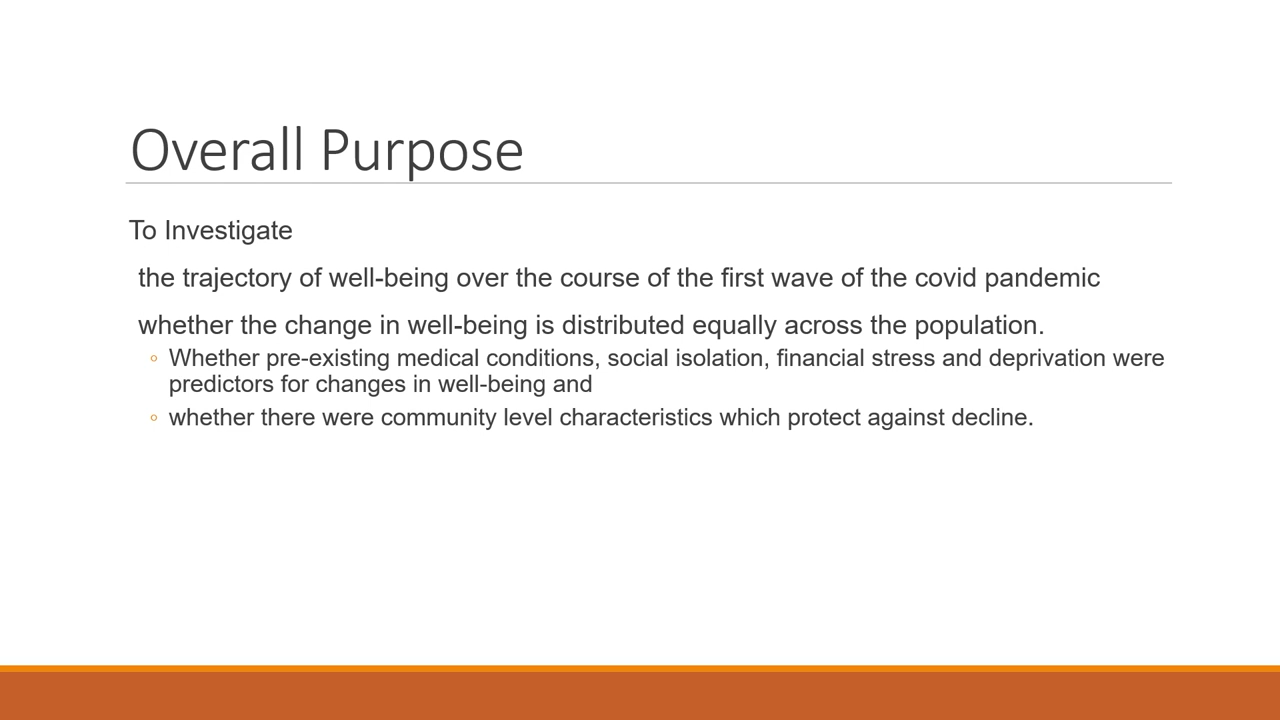 Overall Purpose
To Investigate
the trajectory of well-being over the course of the first wave of the covid pandemic
whether the change in well-being is distributed equally across the population.
◦ Whether pre-existing medical conditions, social isolation, financial stress and deprivation were
predictors for changes in well-being and
◦ whether there were community level characteristics which protect against decline.